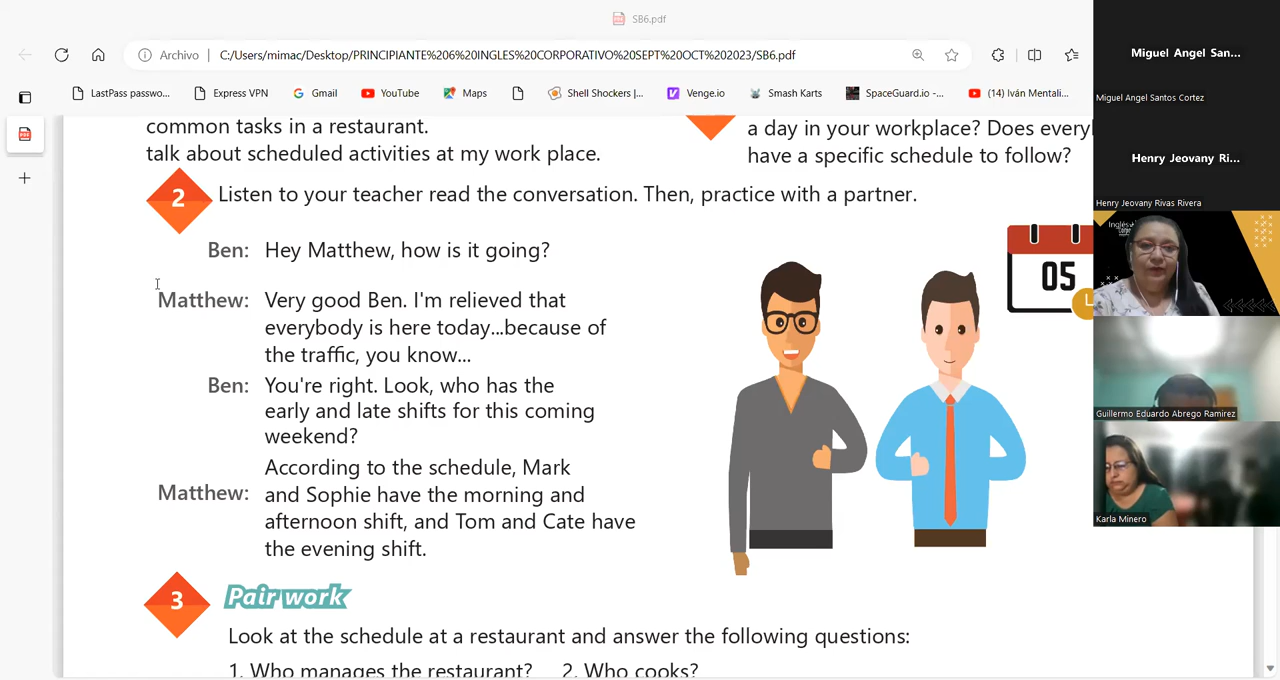 SB6.pdf
Archivo C:/Users/mimac/Desktop/PRINCIPIANTE%206%20INGLES%20CORPORATIVO%20SEPT%20OCT%202023/SB6.pdf
LastPass passwo... Express VPN Gmail YouTube Maps Shell Shockers |... Venge.io Smash Karts SpaceGuard.io -... (14) Iván Mentali...
common tasks in a restaurant.
talk about scheduled activities at my work place.
a day in your workplace? Does every
have a specific schedule to follow?
2 Listen to your teacher read the conversation. Then, practice with a partner.
Ben: Hey Matthew, how is it going?
Matthew: Very good Ben. I'm relieved that
everybody is here today...because of
the traffic, you know...
Ben: You're right. Look, who has the
early and late shifts for this coming
weekend?
According to the schedule, Mark
Matthew: and Sophie have the morning and
afternoon shift, and Tom and Cate have
the evening shift.
05
3 Pair work
Look at the schedule at a restaurant and answer the following questions:
1. Who manages the restaurant? 2. Who cooks?
Miguel Angel San...
Miguel Angel Santos Cortez
Henry Jeovany Ri...
Henry Jeovany Rivas Rivera
Inglés
Guillermo Eduardo Abrego Ramirez
Karla Minero